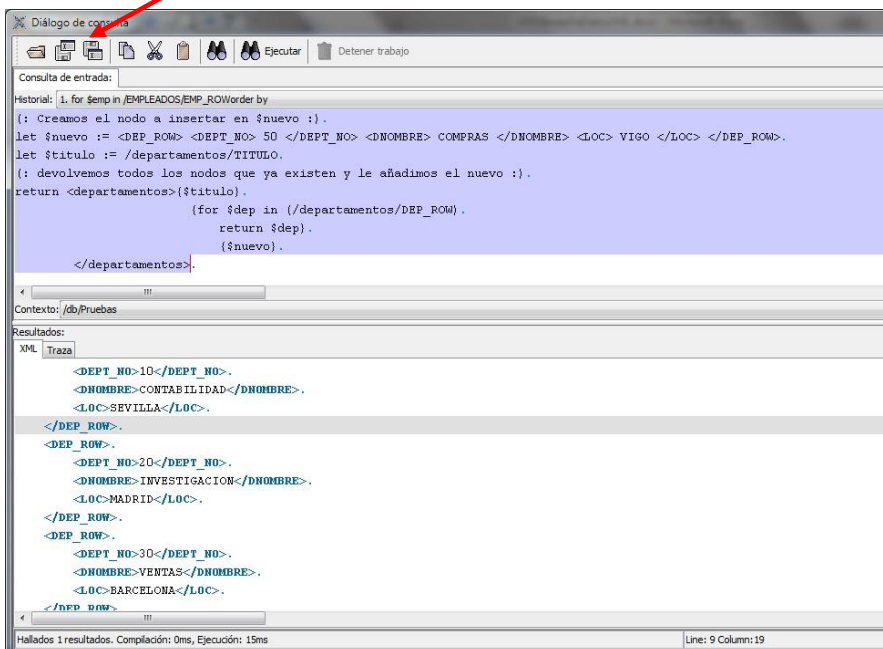 Diálogo de consulta
Ejecutar
Detener trabajo
Consulta de entrada:
Historial: 1. for $emp in /EMPLEADOS/EMP_ROWorder by
(: Creamos el nodo a insertar en $nuevo :).
let $nuevo := <DEP_ROW> <DEPT_NO> 50 </DEPT_NO> <DNOMBRE> COMPRAS </DNOMBRE> <LOC> VIGO </LOC> </DEP_ROW>.
let $titulo := /departamentos/TITULO.
(: devolvemos todos los nodos que ya existen y le añadimos el nuevo :).
return <departamentos>{$titulo}.
{for $dep in (/departamentos/DEP_ROW).
return $dep}.
{$nuevo}.
</departamentos>.
Contexto: /db/Pruebas
Resultados:
XML Traza
<DEPT_NO>10</DEPT_NO>.
<DNOMBRE>CONTABILIDAD</DNOMBRE>.
<LOC>SEVILLA</LOC>.
</DEP_ROW>.
<DEP_ROW>.
<DEPT_NO>20</DEPT_NO>.
<DNOMBRE>INVESTIGACION</DNOMBRE>.
<LOC>MADRID</LOC>.
</DEP_ROW>.
<DEP_ROW>.
<DEPT_NO>30</DEPT_NO>.
<DNOMBRE>VENTAS</DNOMBRE>.
<LOC>BARCELONA</LOC>.
</DEP_ROW>
Hallados 1 resultados. Compilación: 0ms, Ejecución: 15ms
Line: 9 Column:19